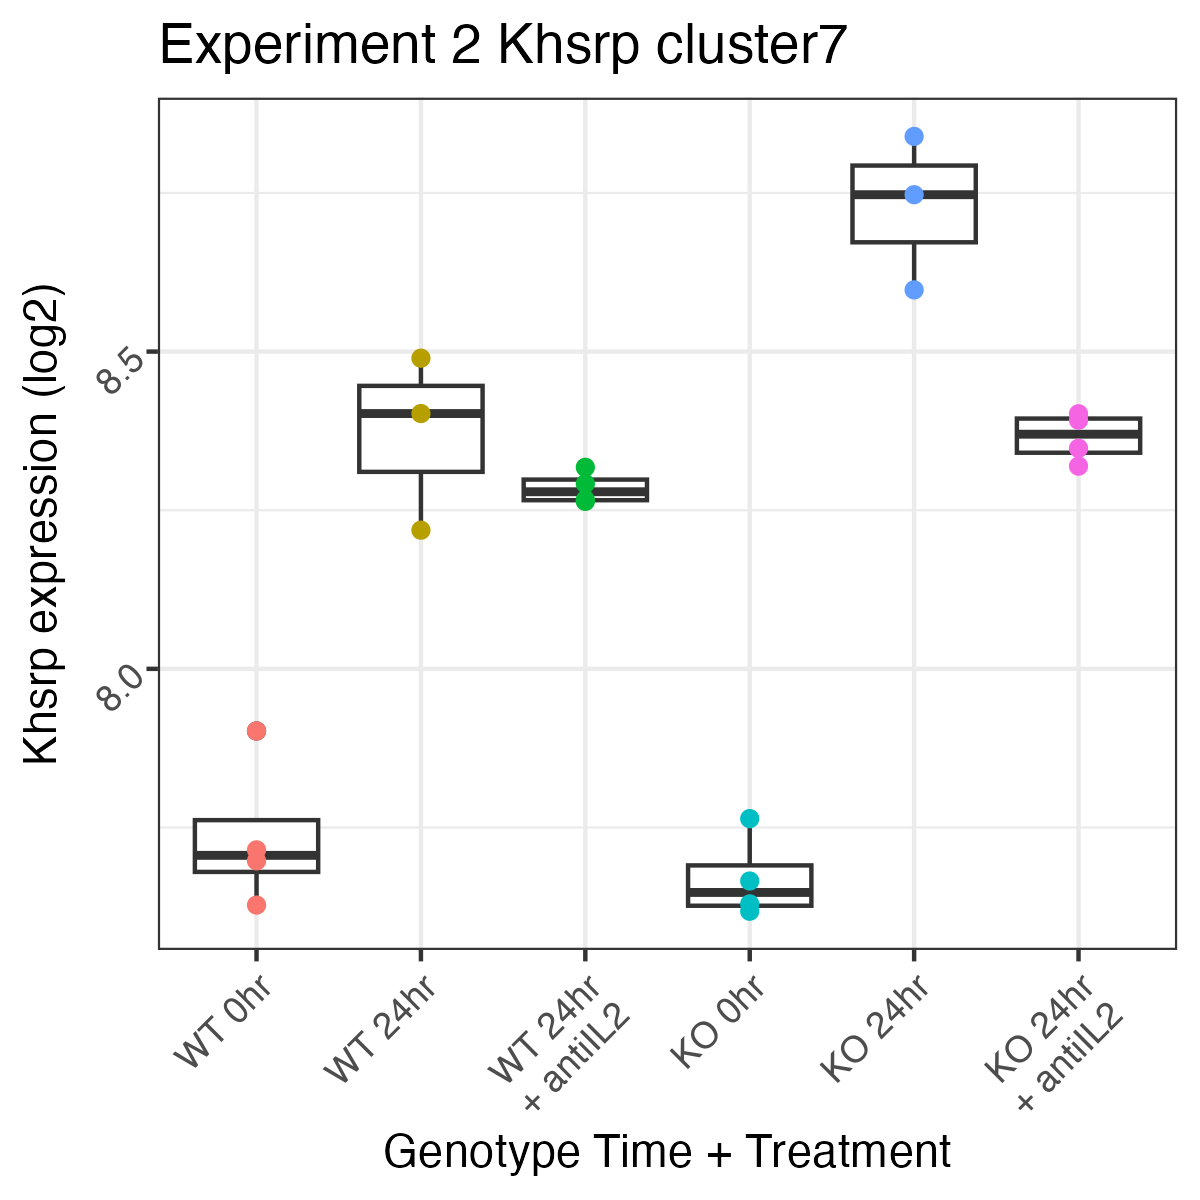 Experiment 2 Khsrp cluster7
Khsrp expression (log2)
8.5
8.0
WT 0hr
WT 24hr
WT 24hr
+ antiIL2
KO 0hr
KO 24hr
KO 24hr
+ antiIL2
Genotype Time + Treatment